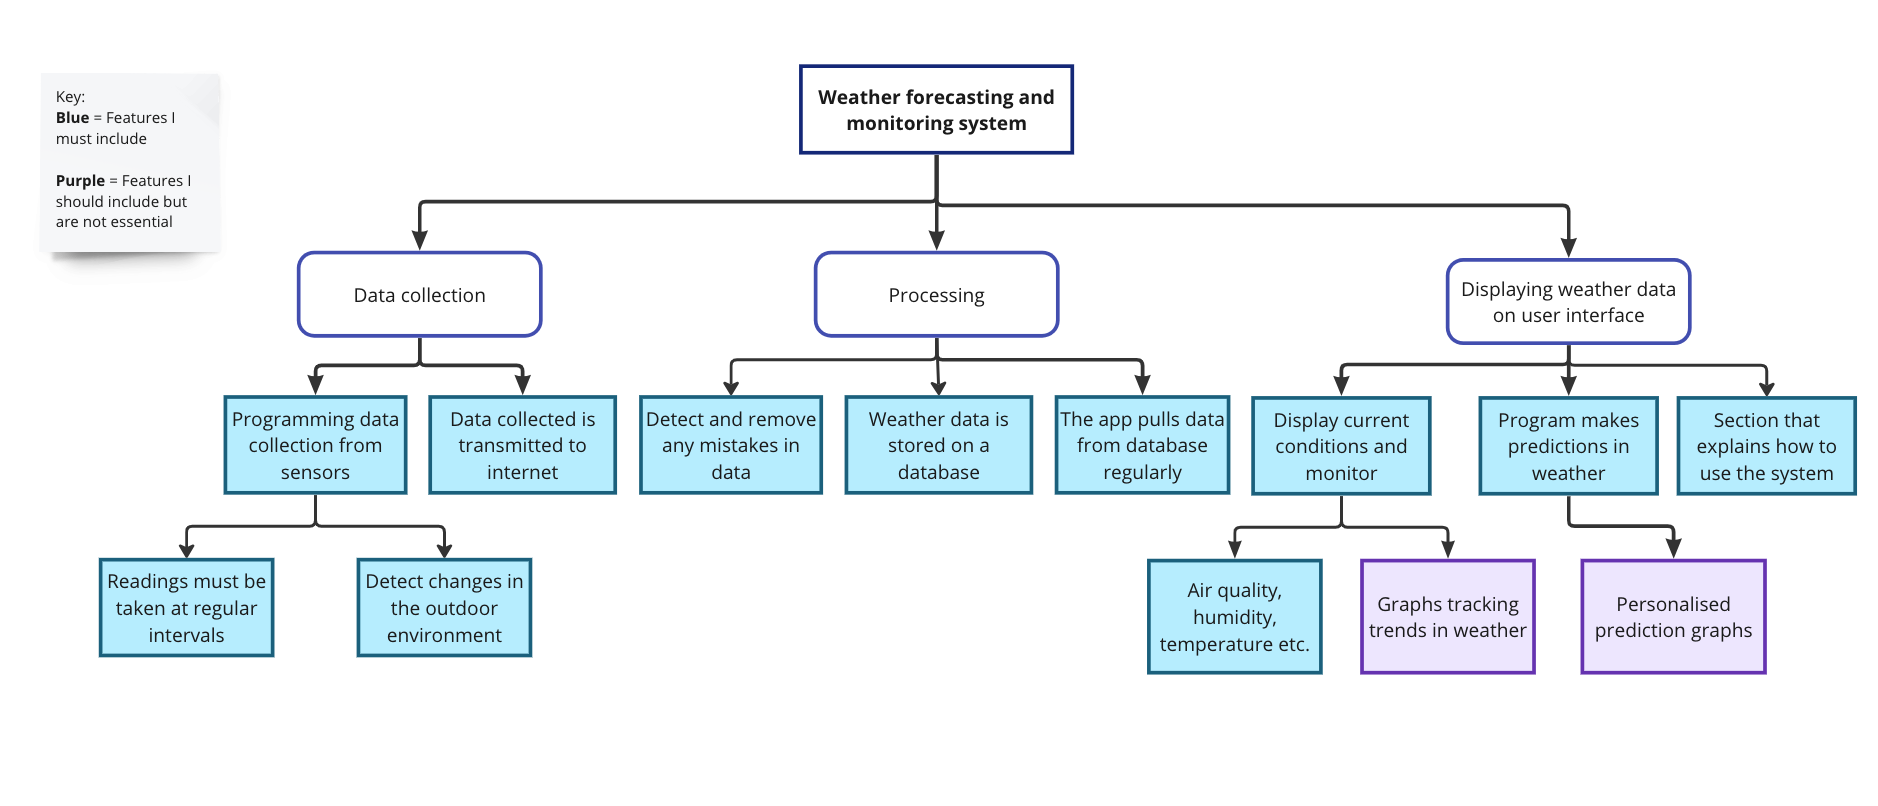 Key:
Blue = Features I
must include
Purple = Features I
should include but
are not essential
Weather forecasting and
monitoring system
Data collection
Processing
Displaying weather data
on user interface
Programming data
collection from
sensors
Data collected is
transmitted to
internet
Detect and remove
any mistakes in
data
Weather data is
stored on a
database
The app pulls data
from database
regularly
Display current
conditions and
monitor
Program makes
predictions in
weather
Section that
explains how to
use the system
Readings must be
taken at regular
intervals
Detect changes in
the outdoor
environment
Air quality,
humidity,
temperature etc.
Graphs tracking
trends in weather
Personalised
prediction graphs